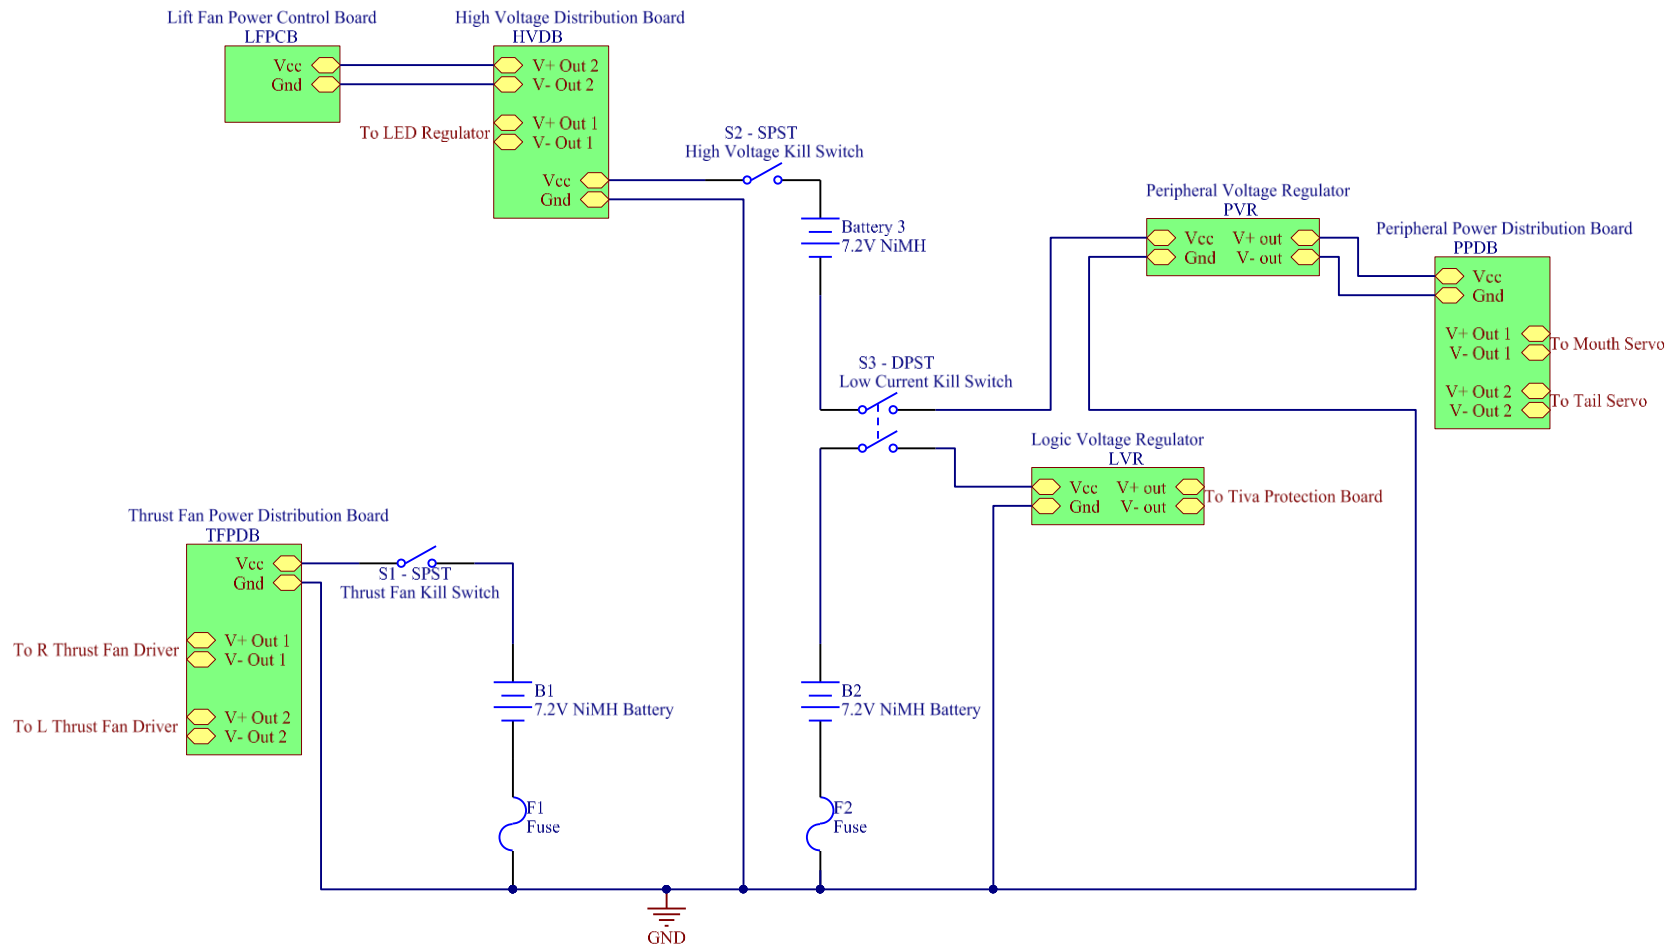 Lift Fan Power Control Board
LFPCB
Vcc
Gnd
High Voltage Distribution Board
HVDB
V+ Out 2
V- Out 2
V+ Out 1
V- Out 1
To LED Regulator
Vcc
Gnd
S2 - SPST
High Voltage Kill Switch
Battery 3
7.2V NiMH
Peripheral Voltage Regulator
PVR
Vcc V+ out
Gnd V- out
Peripheral Power Distribution Board
PPDB
Vcc
Gnd
V+ Out 1
V- Out 1
To Mouth Servo
V+ Out 2
V- Out 2
To Tail Servo
S3 - DPST
Low Current Kill Switch
Logic Voltage Regulator
LVR
Vcc V+ out
Gnd V- out
To Tiva Protection Board
Thrust Fan Power Distribution Board
TFPDB
Vcc
Gnd
S1 - SPST
Thrust Fan Kill Switch
V+ Out 1
V- Out 1
To R Thrust Fan Driver
V+ Out 2
V- Out 2
To L Thrust Fan Driver
B1
7.2V NiMH Battery
B2
7.2V NiMH Battery
F1
Fuse
F2
Fuse
GND